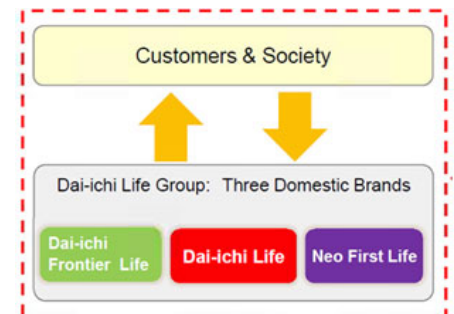 Customers & Society
Dai-ichi Life Group: Three Domestic Brands
Dai-ichi
Frontier Life
Dai-ichi Life
Neo First Life